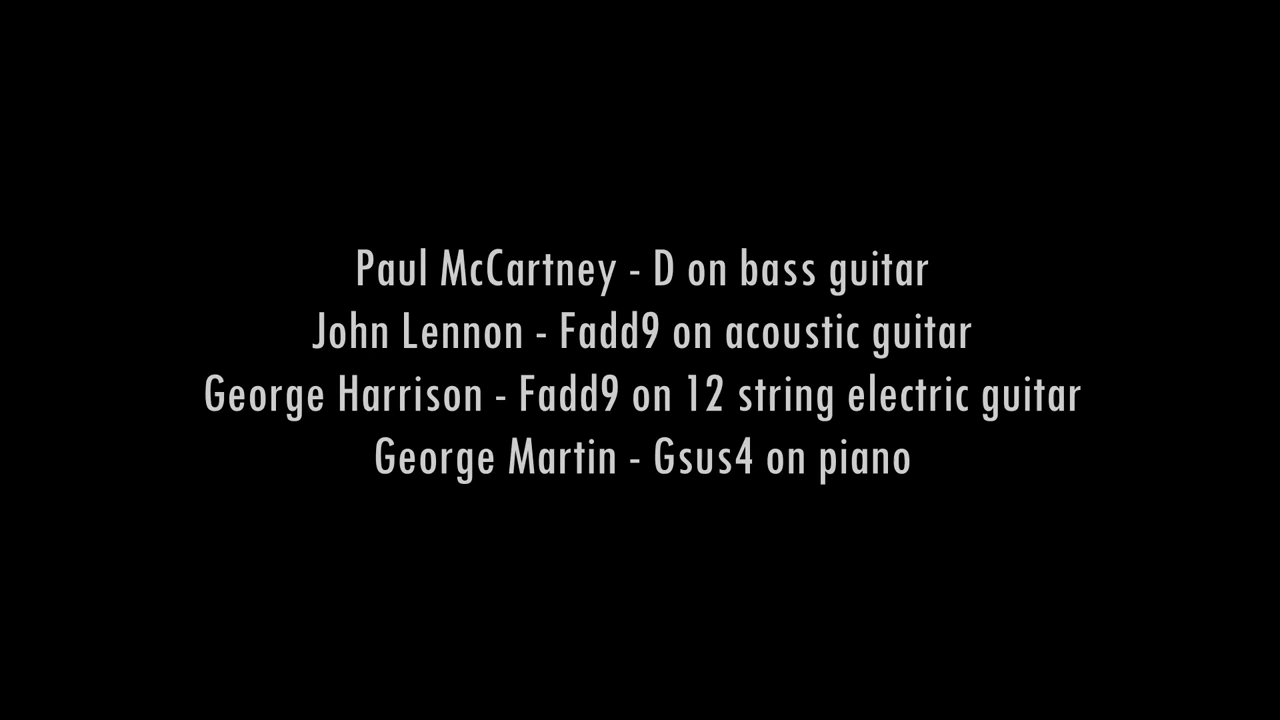 Paul McCartney - D on bass guitar
John Lennon - Fadd9 on acoustic guitar
George Harrison - Fadd9 on 12 string electric guitar
George Martin - Gsus4 on piano